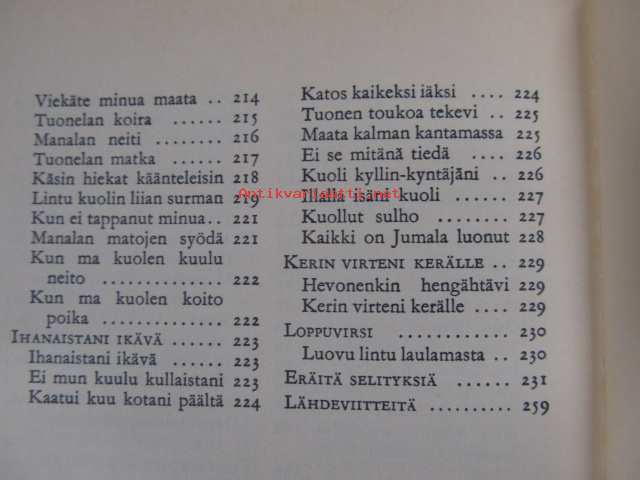 Viekäte minua maata .. 214
Tuonelan koira ...... 215
Manalan neiti ....... 216
Tuonelan matka ...... 217
Käsin hiekat käänteleisin 218
Lintu kuolin liian surman 219
Kun ei tappanut minua.. 221
Manalan matojen syödä 221
Kun ma kuolen kuulu
neito ............. 222
Kun ma kuolen koito
poika ............. 222
Ihanaistani ikävä ..... 223
Ihanaistani ikävä ...... 223
Ei mun kuulu kullaistani 223
Kaatui kuu kotani päältä 224
Katos kaikeksi iäksi .... 224
Tuonen toukoa tekevi .. 225
Maata kalman kantamassa 225
Ei se mitänä tiedä .... 226
Kuoli kyllin-kyntäjäni .. 226
Illalla isäni kuoli ..... 227
Kuollut sulho ........ 227
Kaikki on Jumala luonut 228
Kerin virteni kerälle .. 229
Hevonenkin hengähtävi 229
Kerin virteni kerälle .. 229
Loppuvirsi ............ 230
Luovu lintu laulamasta .. 230
Eräitä selityksiä ....... 231
Lähdeviitteitä .......... 259
Antikvariaatti.net